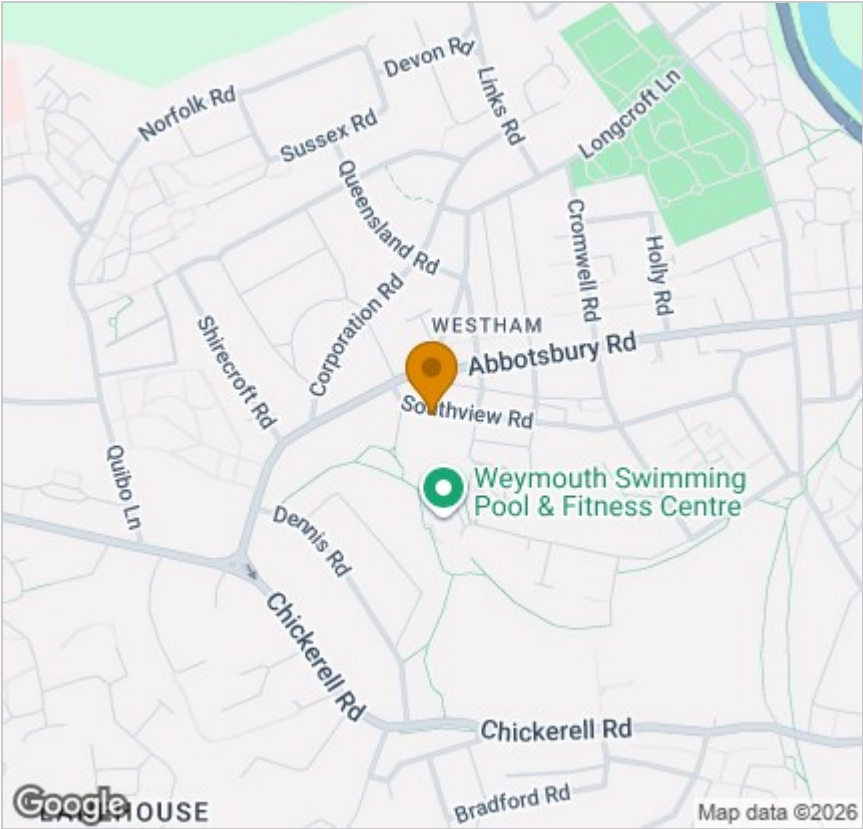 Devon Rd
Norfolk Rd
Links Rd
Longcroft Ln
Sussex Rd
Queensland Rd
Cromwell Rd
Holly Rd
Corporation Rd
WESTHAM
Shirecroft Rd
Abbotsbury Rd
Southview Rd
Quibo Ln
Weymouth Swimming
Pool & Fitness Centre
Dennis Rd
Chickerell Rd
Chickerell Rd
Bradford Rd
Google
Map data ©2026